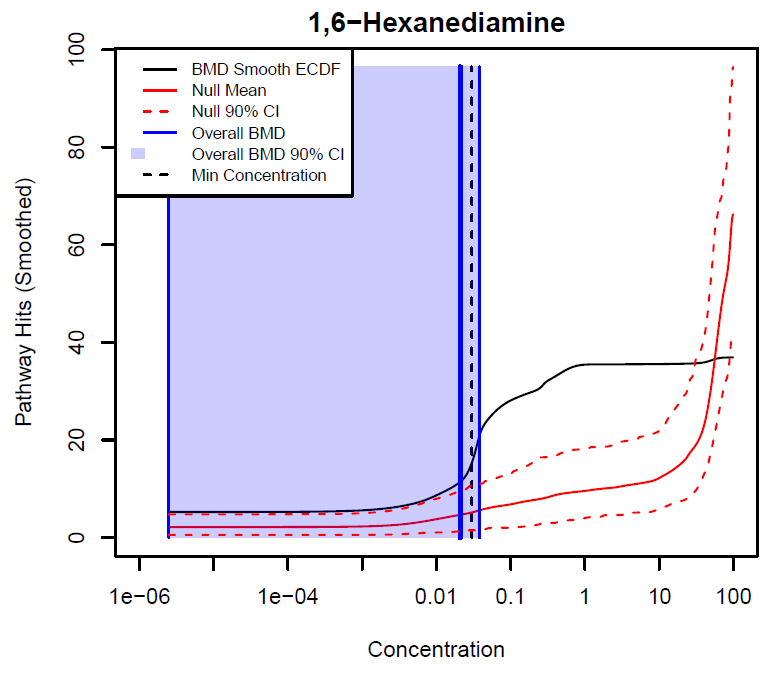 1,6−Hexanediamine
BMD Smooth ECDF
Null Mean
Null 90% CI
Overall BMD
Overall BMD 90% CI
Min Concentration
Pathway Hits (Smoothed)
100
80
60
40
20
0
1e−06 1e−04 0.01 0.1 1 10 100
Concentration